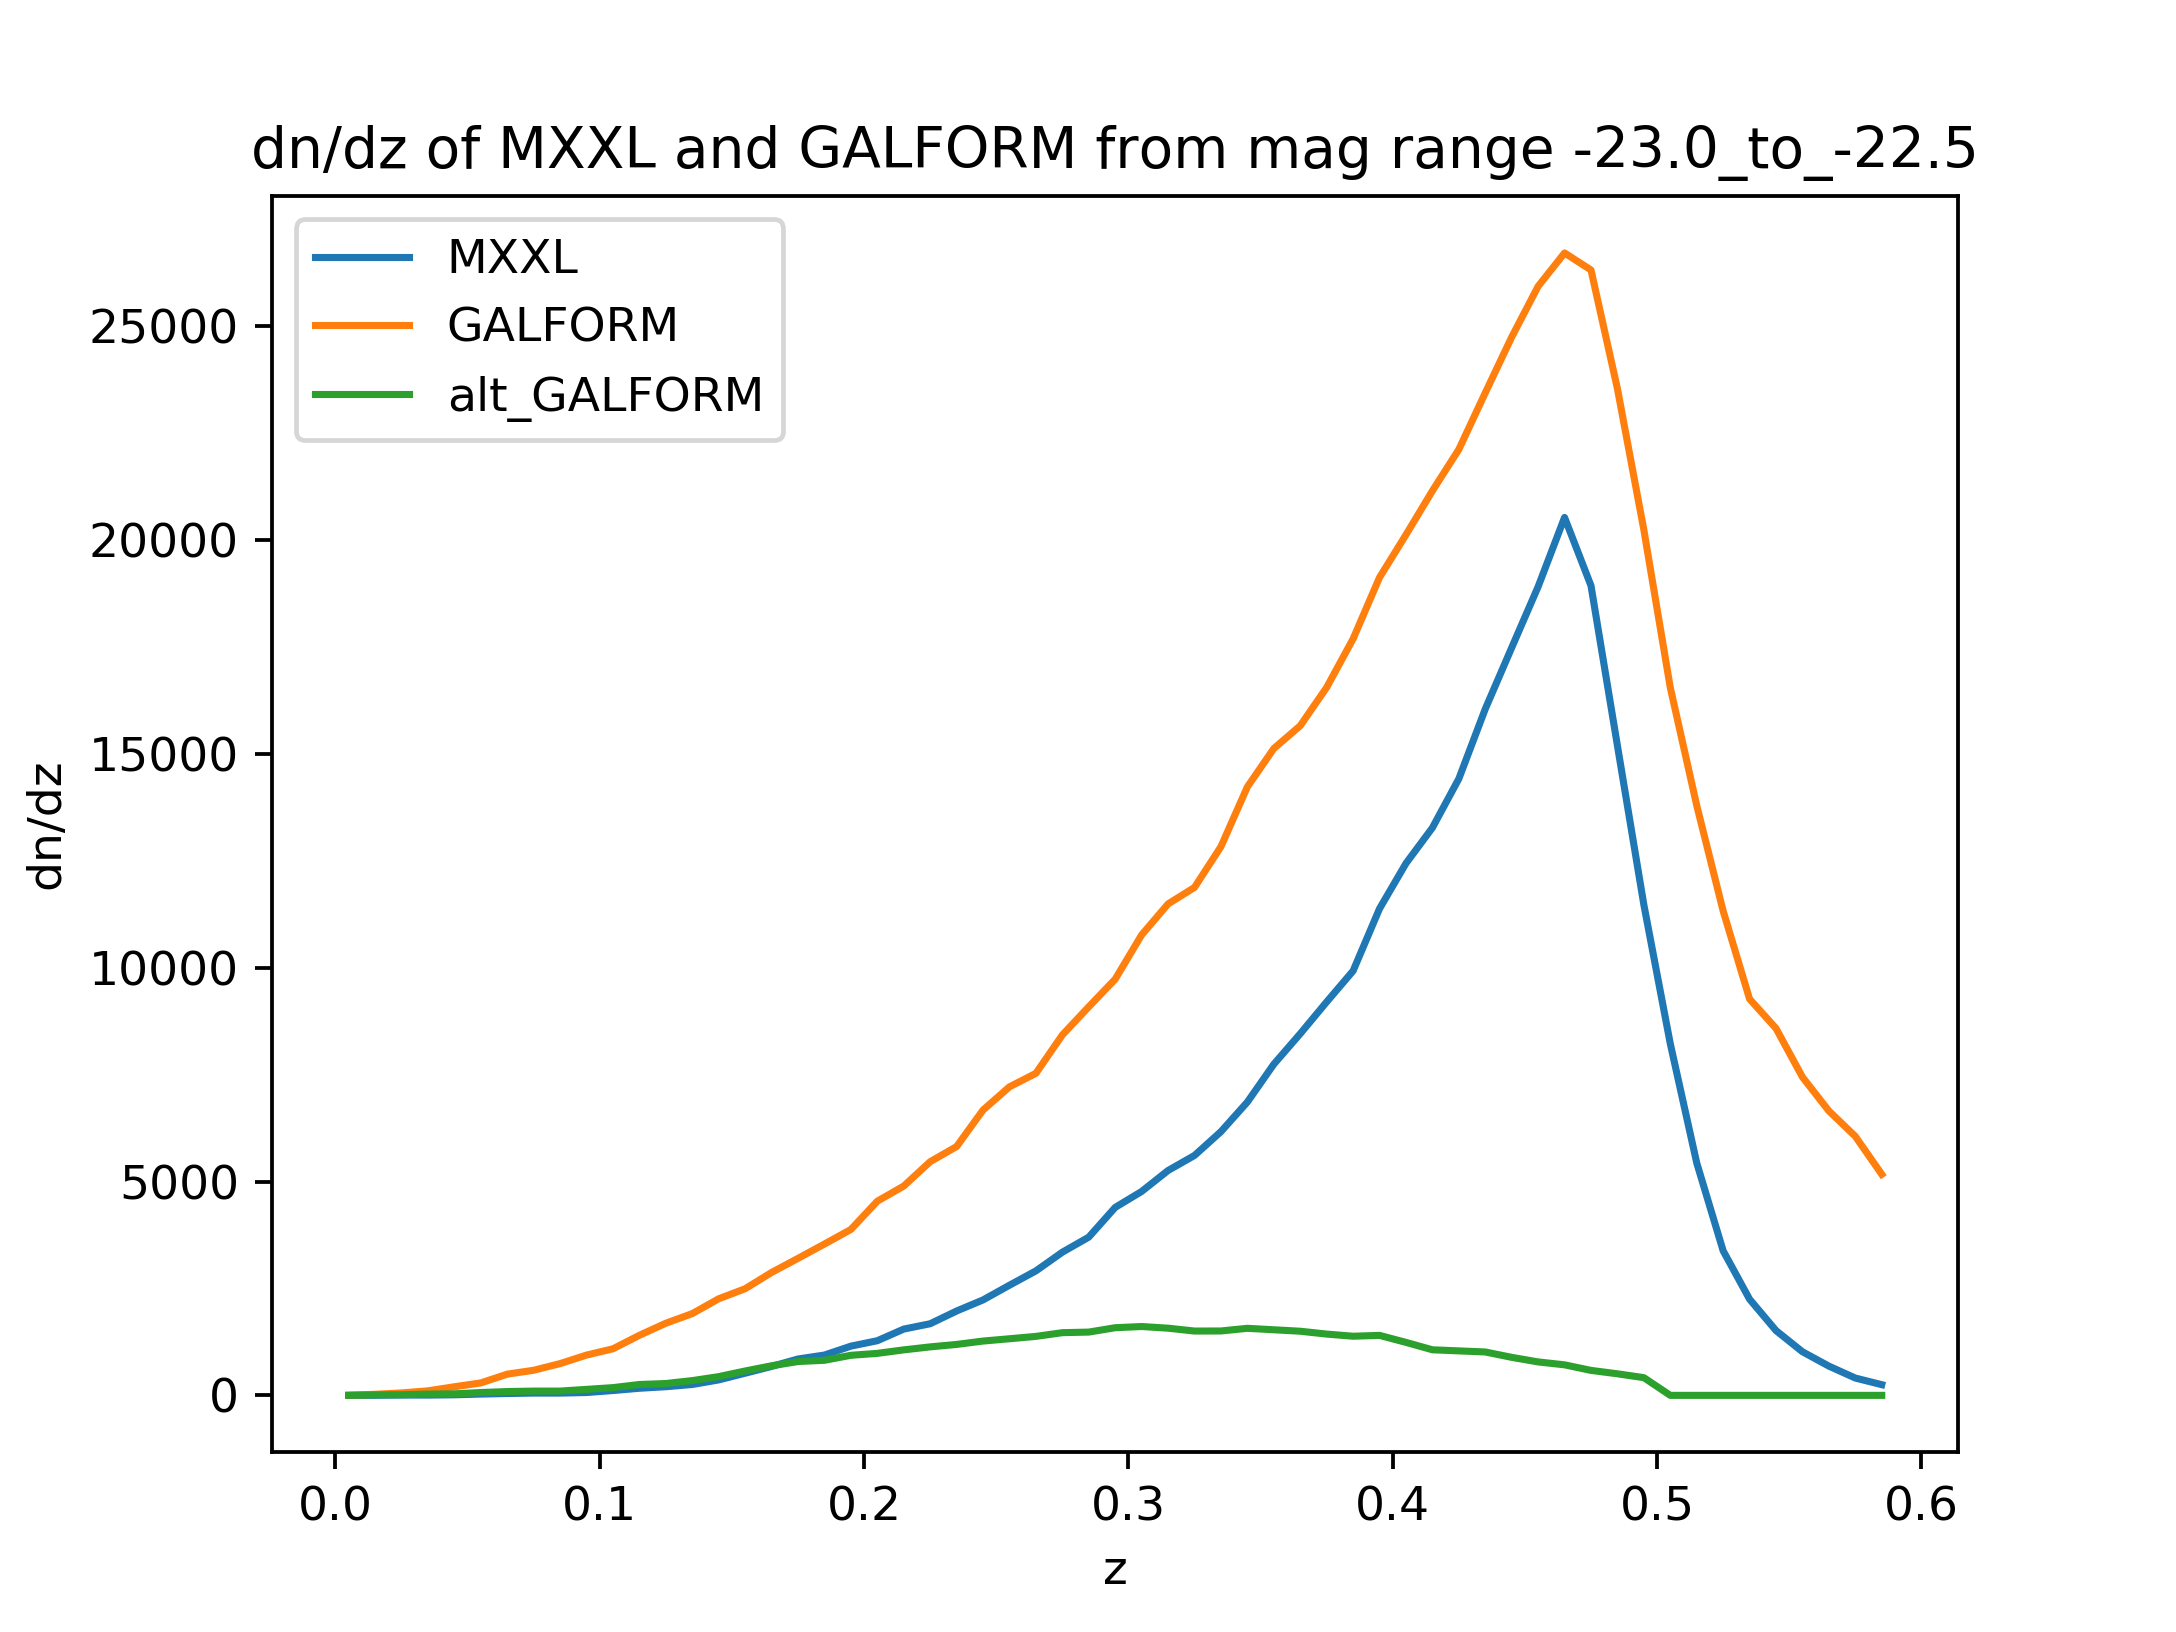 dn/dz of MXXL and GALFORM from mag range -23.0_to_-22.5
MXXL
GALFORM
alt_GALFORM
25000
20000
15000
10000
5000
0
dn/dz
0.0 0.1 0.2 0.3 0.4 0.5 0.6
z